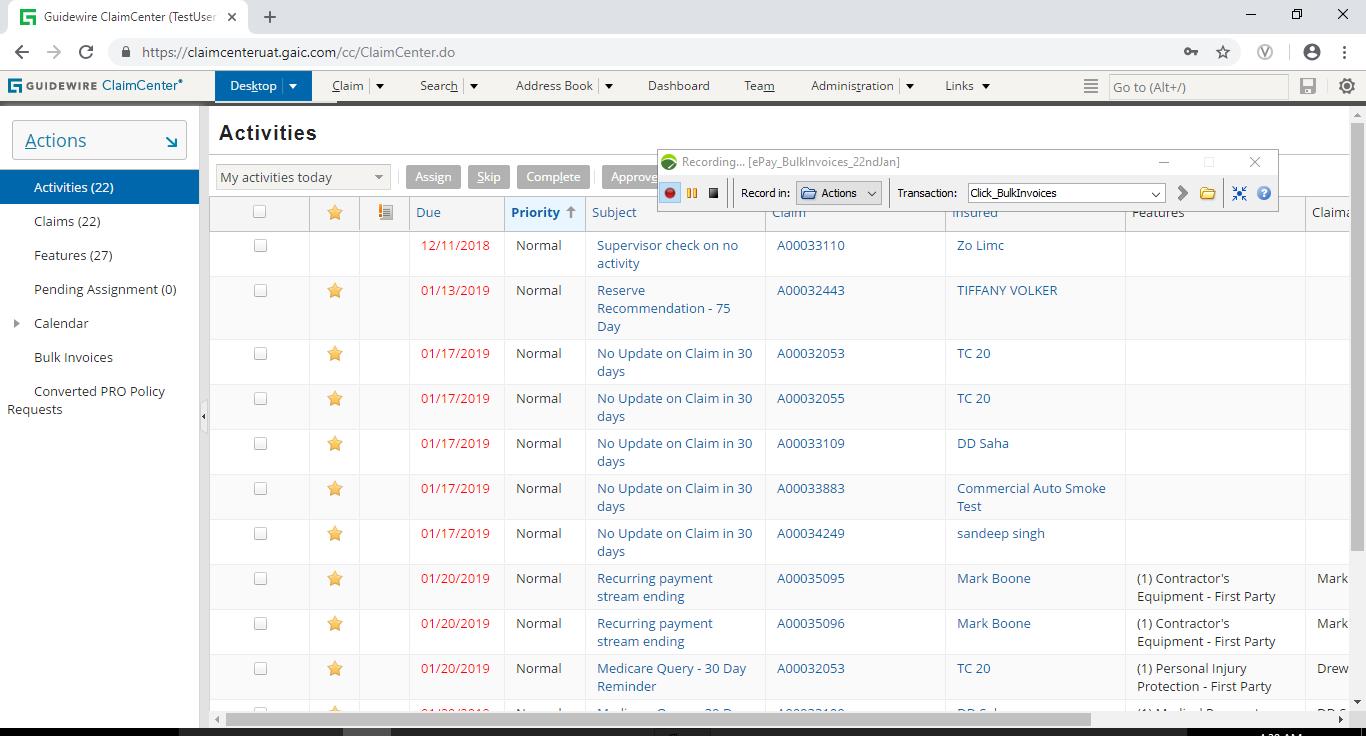 Guidewire ClaimCenter (TestUser
https://claimcenteruat.gaic.com/cc/ClaimCenter.do
GUIDEWIRE ClaimCenter® Desktop Claim Search Address Book Dashboard Team Administration Links Go to (Alt+/)
Actions
Activities (22)
Claims (22)
Features (27)
Pending Assignment (0)
Calendar
Bulk Invoices
Converted PRO Policy
Requests
Activities
My activities today Assign Skip Complete Approve
Recording... [ePay_BulkInvoices_22ndJan]
Record in: Actions Transaction: Click_BulkInvoices
Due Priority Subject Claim Insured Features Claima
12/11/2018 Normal Supervisor check on no A00033110 Zo Limc
activity
01/13/2019 Normal Reserve A00032443 TIFFANY VOLKER
Recommendation - 75
Day
01/17/2019 Normal No Update on Claim in 30 A00032053 TC 20
days
01/17/2019 Normal No Update on Claim in 30 A00032055 TC 20
days
01/17/2019 Normal No Update on Claim in 30 A00033109 DD Saha
days
01/17/2019 Normal No Update on Claim in 30 A00033883 Commercial Auto Smoke
days Test
01/17/2019 Normal No Update on Claim in 30 A00034249 sandeep singh
days
01/20/2019 Normal Recurring payment A00035095 Mark Boone (1) Contractor's Mark
stream ending Equipment - First Party
01/20/2019 Normal Recurring payment A00035096 Mark Boone (1) Contractor's Mark
stream ending Equipment - First Party
01/20/2019 Normal Medicare Query - 30 Day A00032053 TC 20 (1) Personal Injury Drew
Reminder Protection - First Party